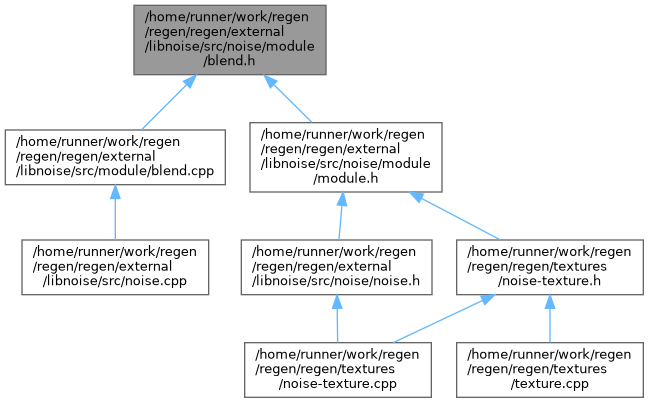 /home/runner/work/regen
/regen/regen/external
/libnoise/src/noise/module
/blend.h
/home/runner/work/regen
/regen/regen/external
/libnoise/src/module/blend.cpp
/home/runner/work/regen
/regen/regen/external
/libnoise/src/noise/module
/module.h
/home/runner/work/regen
/regen/regen/external
/libnoise/src/noise.cpp
/home/runner/work/regen
/regen/regen/external
/libnoise/src/noise/noise.h
/home/runner/work/regen
/regen/regen/textures
/noise-texture.h
/home/runner/work/regen
/regen/regen/textures
/noise-texture.cpp
/home/runner/work/regen
/regen/regen/textures
/texture.cpp